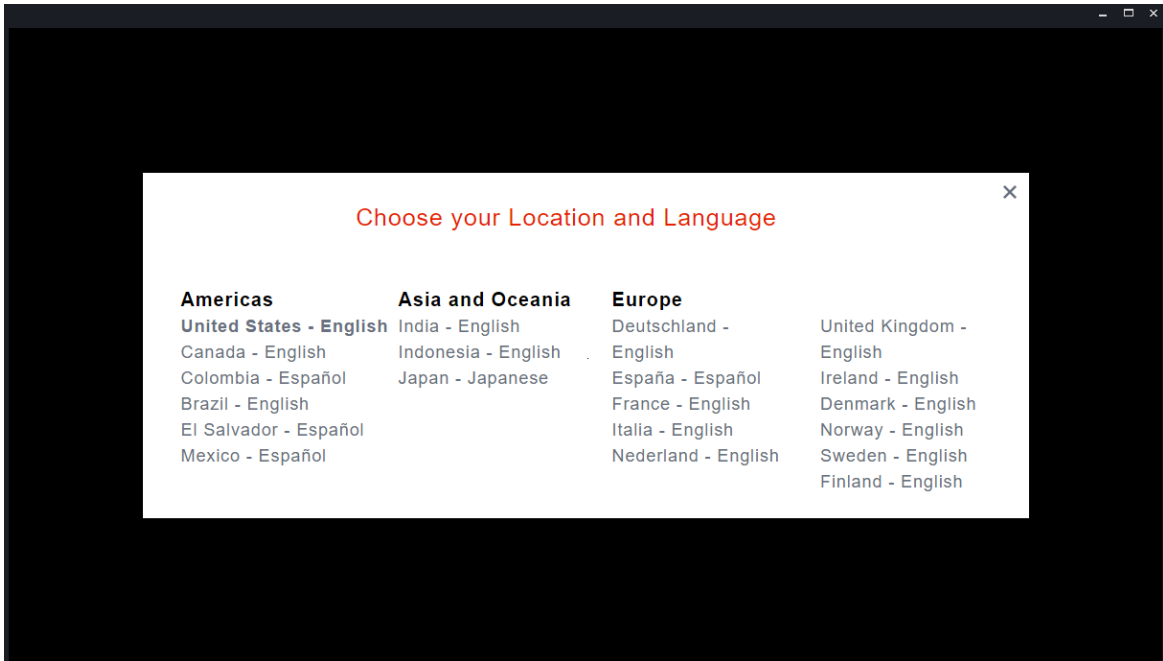 Choose your Location and Language
Americas
United States - English
Canada - English
Colombia - Español
Brazil - English
El Salvador - Español
Mexico - Español
Asia and Oceania
India - English
Indonesia - English
Japan - Japanese
Europe
Deutschland -
English
España - Español
France - English
Italia - English
Nederland - English
United Kingdom -
English
Ireland - English
Denmark - English
Norway - English
Sweden - English
Finland - English